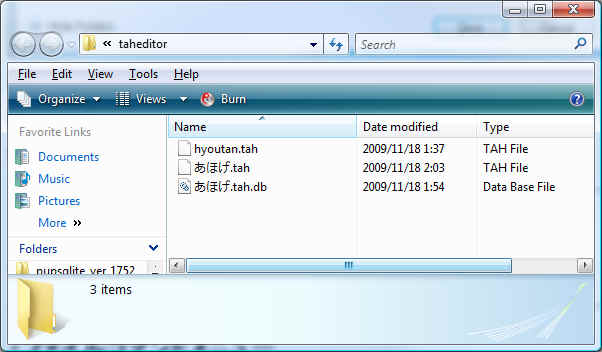 « taheditor
Search
File Edit View Tools Help
Organize Views Burn
Favorite Links
Documents
Music
Pictures
More »
Folders
pupsqlite_ver_1752
Name Date modified Type
hyoutan.tah 2009/11/18 1:37 TAH File
あほげ.tah 2009/11/18 2:03 TAH File
あほげ.tah.db 2009/11/18 1:54 Data Base File
3 items